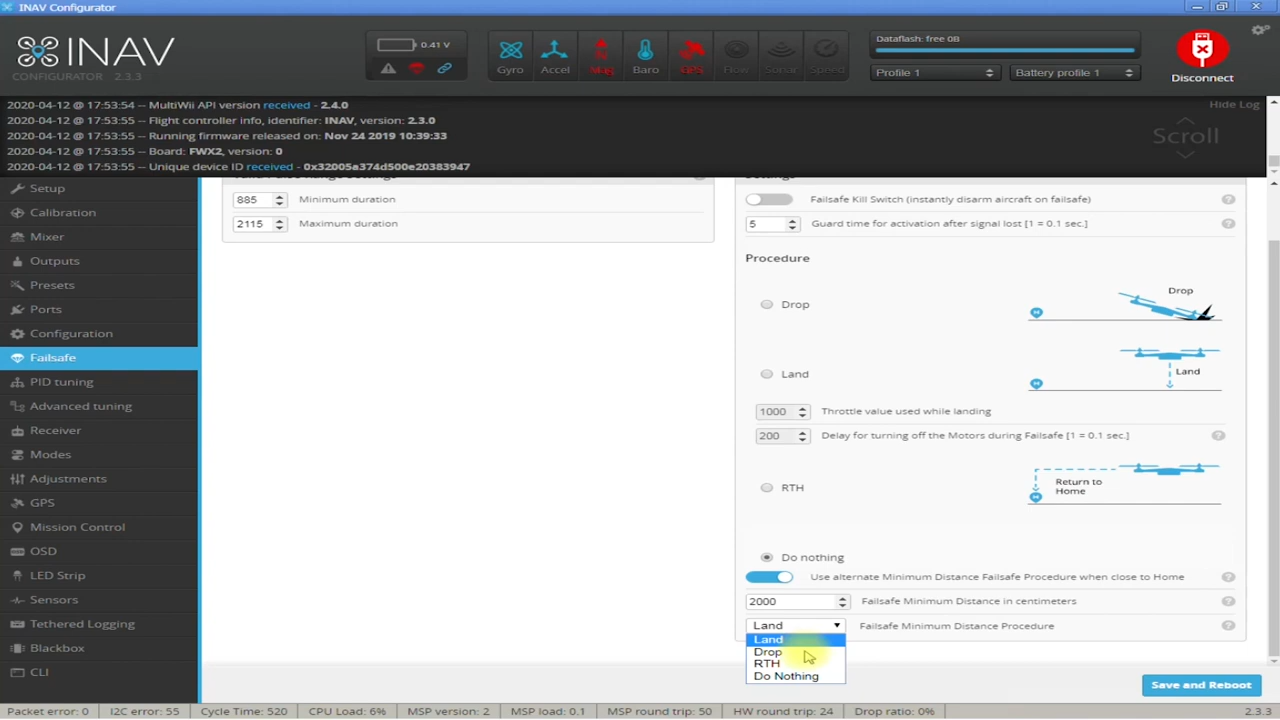 INAV Configurator
INAV
CONFIGURATOR 2.3.3
0.41 V
Gyro
Accel
Mag
Baro
GPS
Flow
Sonar
Speed
Dataflash: free 0B
Profile 1
Battery profile 1
Disconnect
2020-04-12 @ 17:53:54 -- MultiWii API version received - 2.4.0
2020-04-12 @ 17:53:55 -- Flight controller info, identifier: INAV, version: 2.3.0
2020-04-12 @ 17:53:55 -- Running firmware released on: Nov 24 2019 10:39:33
2020-04-12 @ 17:53:55 -- Board: FWX2, version: 0
2020-04-12 @ 17:53:55 -- Unique device ID received - 0x32005a374d500e20383947
Hide Log
Scroll
Setup
Calibration
Mixer
Outputs
Presets
Ports
Configuration
Failsafe
PID tuning
Advanced tuning
Receiver
Modes
Adjustments
GPS
Mission Control
OSD
LED Strip
Sensors
Tethered Logging
Blackbox
CLI
885 Minimum duration
2115 Maximum duration
Settings
Failsafe Kill Switch (instantly disarm aircraft on failsafe)
5 Guard time for activation after signal lost [1 = 0.1 sec.]
Procedure
Drop
Drop
Land
Land
1000 Throttle value used while landing
200 Delay for turning off the Motors during Failsafe [1 = 0.1 sec.]
RTH
Return to
Home
Do nothing
Use alternate Minimum Distance Failsafe Procedure when close to Home
2000 Failsafe Minimum Distance in centimeters
Land Failsafe Minimum Distance Procedure
Land
Drop
RTH
Do Nothing
Save and Reboot
Packet error: 0 I2C error: 55 Cycle Time: 520 CPU Load: 6% MSP version: 2 MSP load: 0.1 MSP round trip: 50 HW round trip: 24 Drop ratio: 0% 2.3.3